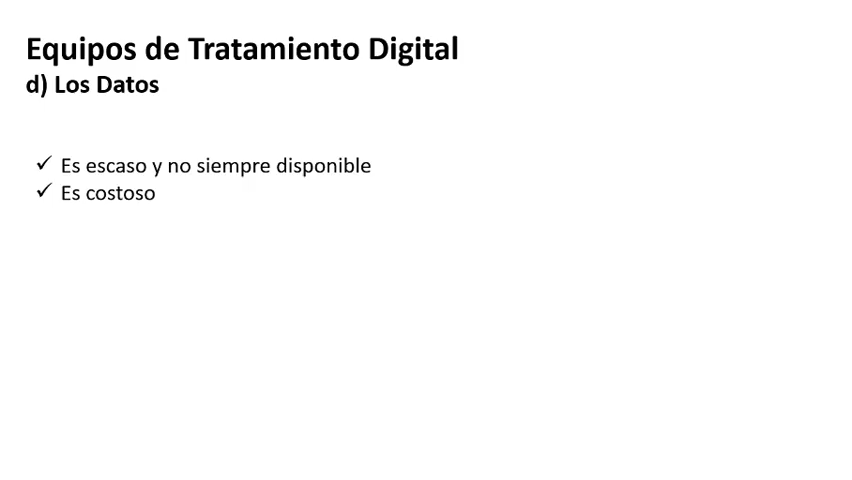 Equipos de Tratamiento Digital
d) Los Datos
✓ Es escaso y no siempre disponible
✓ Es costoso